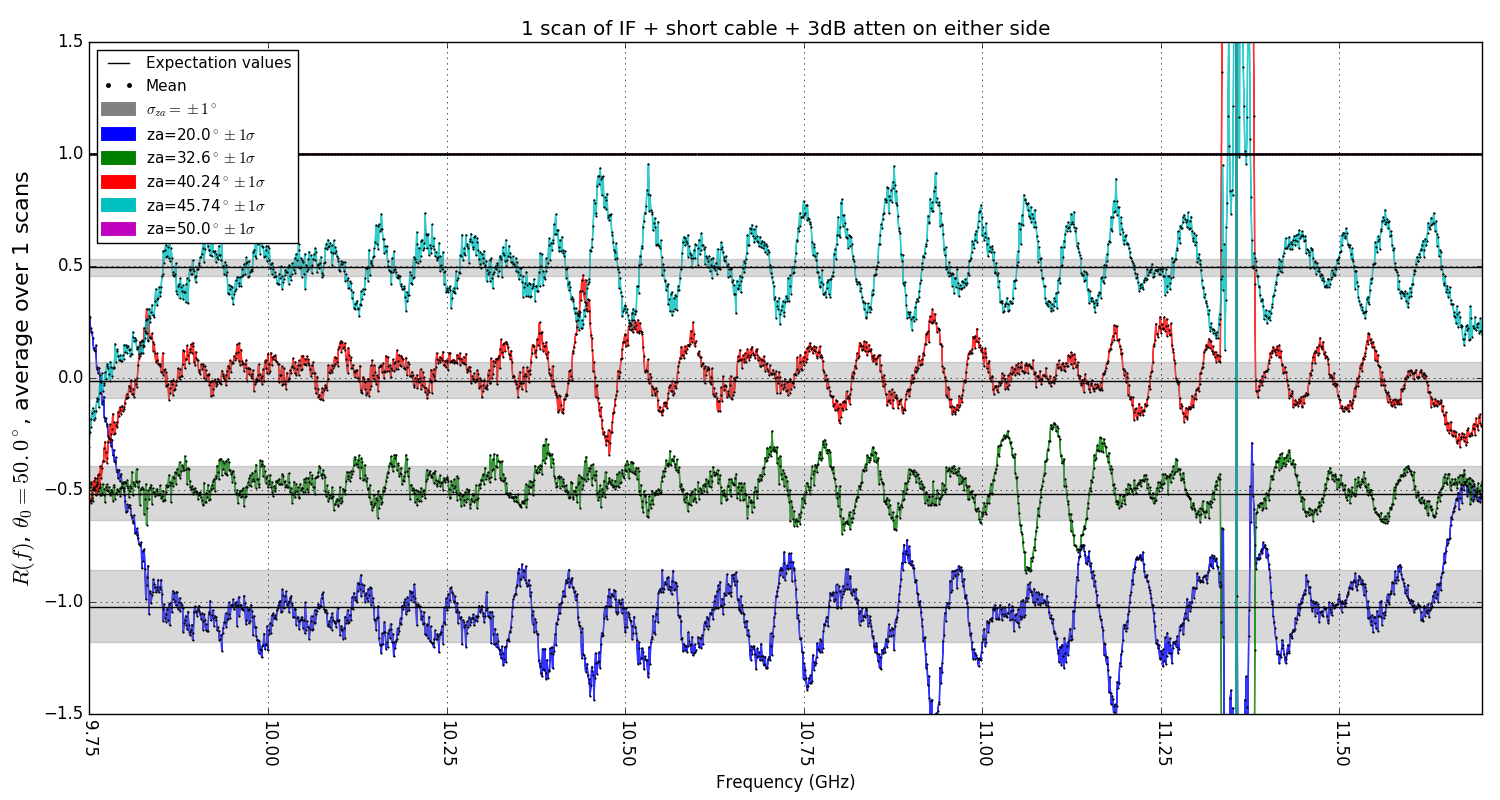 1 scan of IF + short cable + 3dB atten on either side
R(f), θ₀ = 50.0°, average over 1 scans
1.5
1.0
0.5
0.0
−0.5
−1.0
−1.5
Expectation values
Mean
σza = ±1°
za=20.0° ±1σ
za=32.6° ±1σ
za=40.24° ±1σ
za=45.74° ±1σ
za=50.0° ±1σ
9.75
10.00
10.25
10.50
10.75
11.00
11.25
11.50
Frequency (GHz)